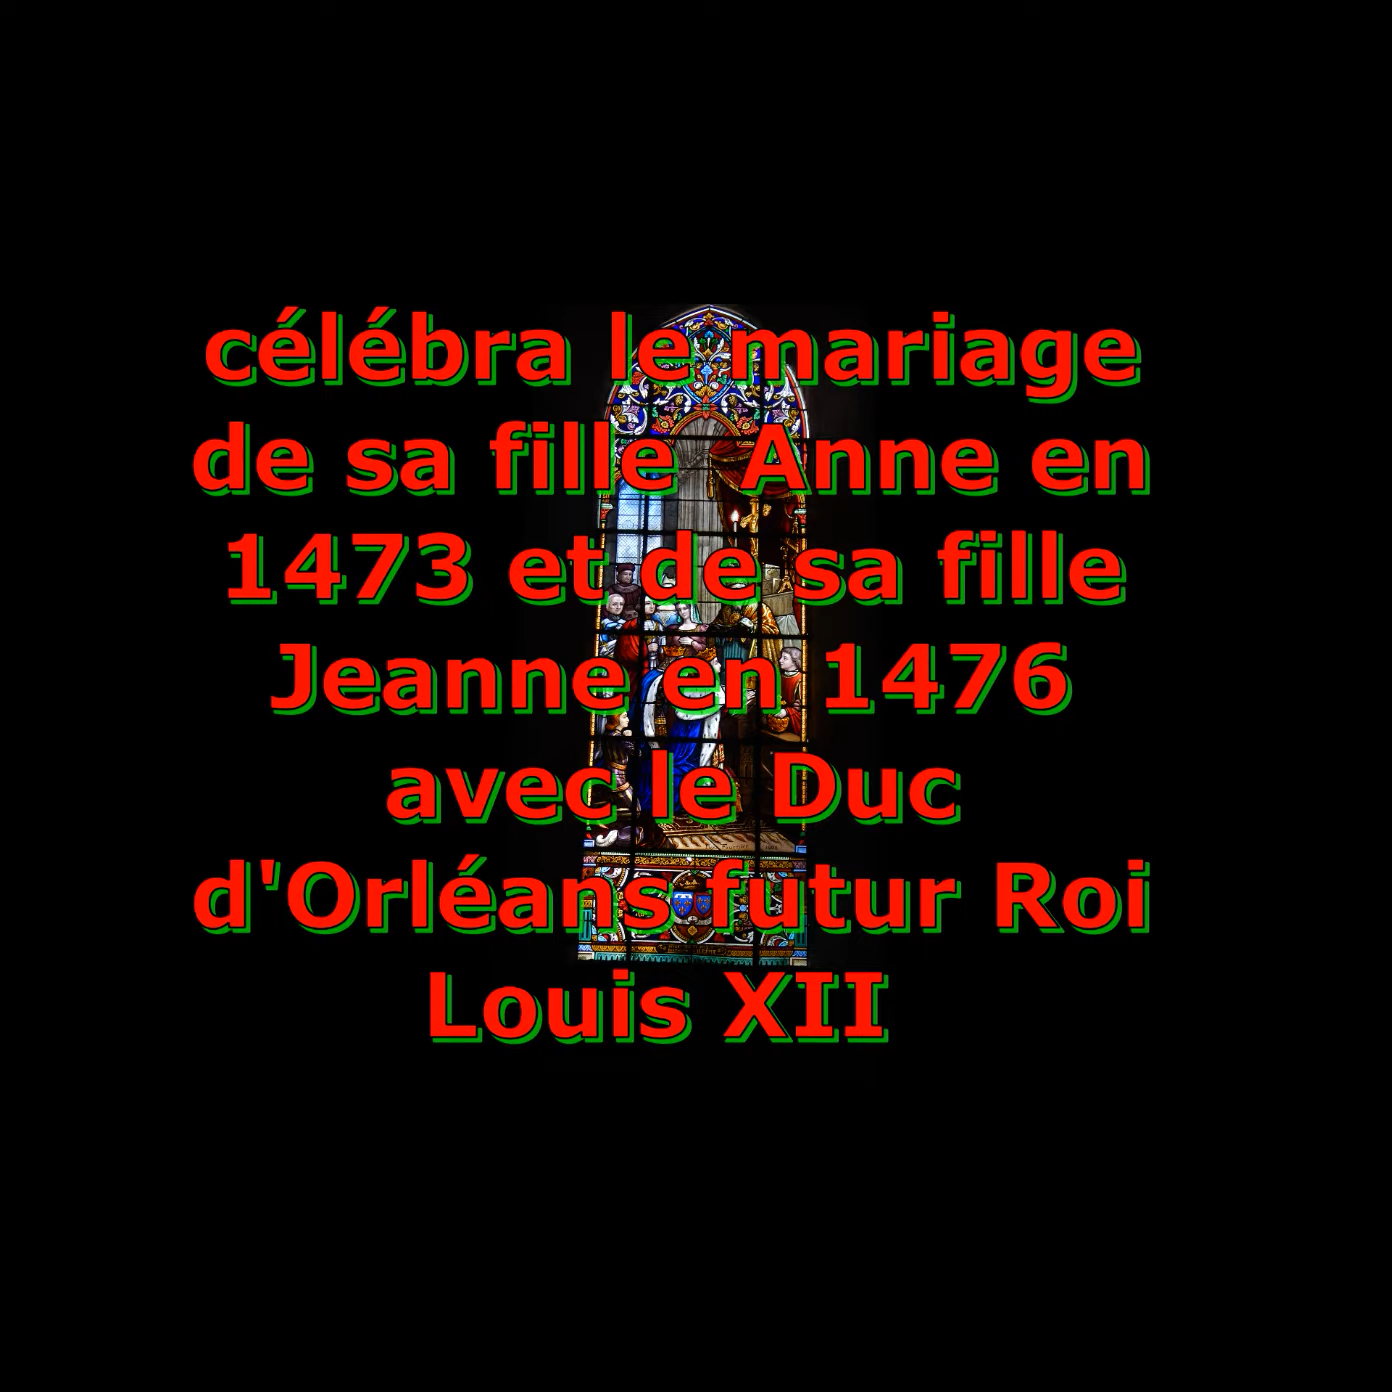 célébra le mariage
de sa fille  Anne en
1473 et de sa fille
Jeanne en 1476
avec le Duc
d'Orléans futur Roi
Louis XII